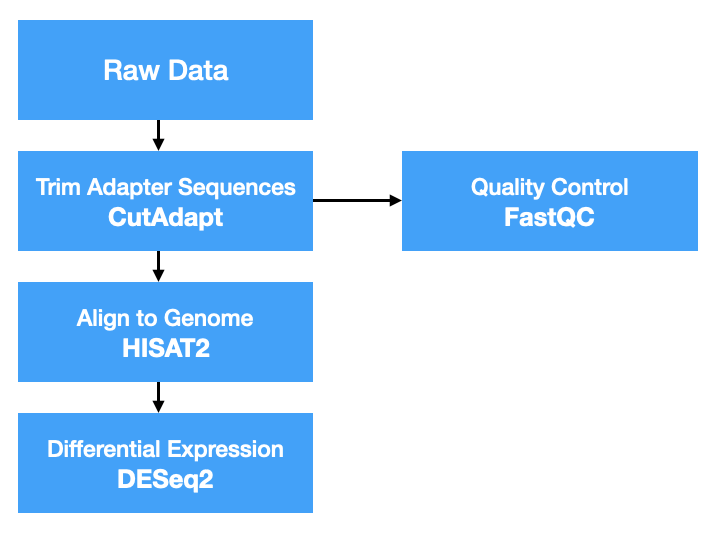 Raw Data
Trim Adapter Sequences
CutAdapt
Quality Control
FastQC
Align to Genome
HISAT2
Differential Expression
DESeq2